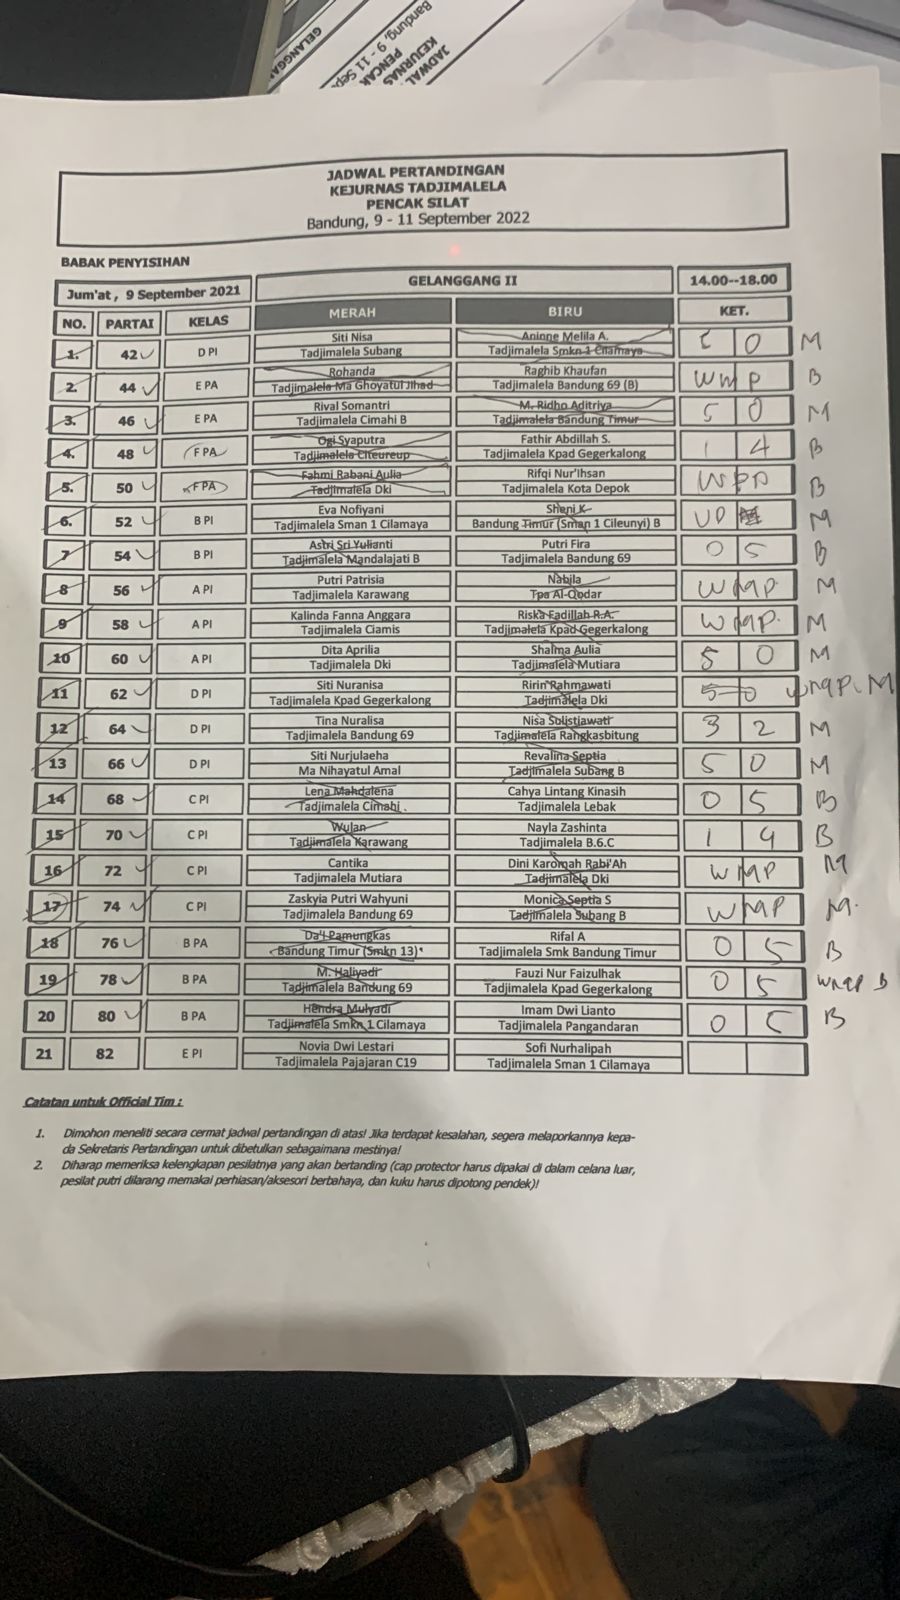 GELANGGA
Bandung, 9 - 11 Sep
PENCAK
KEJURNAS
JADWAL
JADWAL PERTANDINGAN
KEJURNAS TADJIMALELA
PENCAK SILAT
Bandung, 9 - 11 September 2022
BABAK PENYISIHAN
Jum'at , 9 September 2021 GELANGGANG II 14.00--18.00
NO. PARTAI KELAS MERAH BIRU KET.
1. 42 D PI Siti Nisa Anione Melila A. 5 0 M
Tadjimalela Subang Tadjimalela Smkn 1 Cilamaya
2. 44 E PA Rohanda Raghib Khaufan WMP B
Tadjimalela Ma Ghoyatul Jihad Tadjimalela Bandung 69 (B)
3. 46 E PA Rival Somantri M. Ridho Aditriya 5 0 M
Tadjimalela Cimahi B Tadjimalela Bandung Timur
4. 48 F PA Ogi Syaputra Fathir Abdillah S. 1 4 B
Tadjimalela Citeureup Tadjimalela Kpad Gegerkalong
5. 50 F PA Fahmi Rabani Aulia Rifqi Nur'Ihsan B
Tadjimalela Dki Tadjimalela Kota Depok
6. 52 B PI Eva Nofiyani Sheni K M
Tadjimalela Sman 1 Cilamaya Bandung Timur (Sman 1 Cileunyi) B
7 54 B PI Astri Sri Yulianti Putri Fira 0 5 B
Tadjimalela Mandalajati B Tadjimalela Bandung 69
8 56 A PI Putri Patrisia Nabila WMP M
Tadjimalela Karawang Tpa Al-Qodar
9 58 A PI Kalinda Fanna Anggara Riska Fadillah R.A. WMP. M
Tadjimalela Ciamis Tadjimalela Kpad Gegerkalong
10 60 A PI Dita Aprilia Shalma Aulia 5 0 M
Tadjimalela Dki Tadjimalela Mutiara
11 62 D PI Siti Nuranisa Ririn Rahmawati 5 0 WMP. M
Tadjimalela Kpad Gegerkalong Tadjimalela Dki
12 64 D PI Tina Nuralisa Nisa Sulistiawati 3 2 M
Tadjimalela Bandung 69 Tadjimalela Rangkasbitung
13 66 D PI Siti Nurjulaeha Revalina Septia 5 0 M
Ma Nihayatul Amal Tadjimalela Subang B
14 68 C PI Lena Mahdalena Cahya Lintang Kinasih 0 5 B
Tadjimalela Cimahi Tadjimalela Lebak
15 70 C PI Wulan Nayla Zashinta 1 4 B
Tadjimalela Karawang Tadjimalela B.6.C
16 72 C PI Cantika Dini Karomah Rabi'Ah WMP M
Tadjimalela Mutiara Tadjimalela Dki
17 74 C PI Zaskyia Putri Wahyuni Monica Septia S WMP M.
Tadjimalela Bandung 69 Tadjimalela Subang B
18 76 B PA Da'i Pamungkas Rifal A 0 5 B
Bandung Timur (Smkn 13) Tadjimalela Smk Bandung Timur
19 78 B PA M. Haliyadi Fauzi Nur Faizulhak 0 5 WMP B
Tadjimalela Bandung 69 Tadjimalela Kpad Gegerkalong
20 80 B PA Hendra Mulyadi Imam Dwi Lianto 0 5 B
Tadjimalela Smkn 1 Cilamaya Tadjimalela Pangandaran
21 82 E PI Novia Dwi Lestari Sofi Nurhalipah
Tadjimalela Pajajaran C19 Tadjimalela Sman 1 Cilamaya
Catatan untuk Official Tim :
1. Dimohon meneliti secara cermat jadwal pertandingan di atas! Jika terdapat kesalahan, segera melaporkannya kepa-
da Sekretaris Pertandingan untuk dibetulkan sebagaimana mestinya!
2. Diharap memeriksa kelengkapan pesilatnya yang akan bertanding (cap protector harus dipakai di dalam celana luar,
pesilat putri dilarang memakai perhiasan/aksesori berbahaya, dan kuku harus dipotong pendek)!